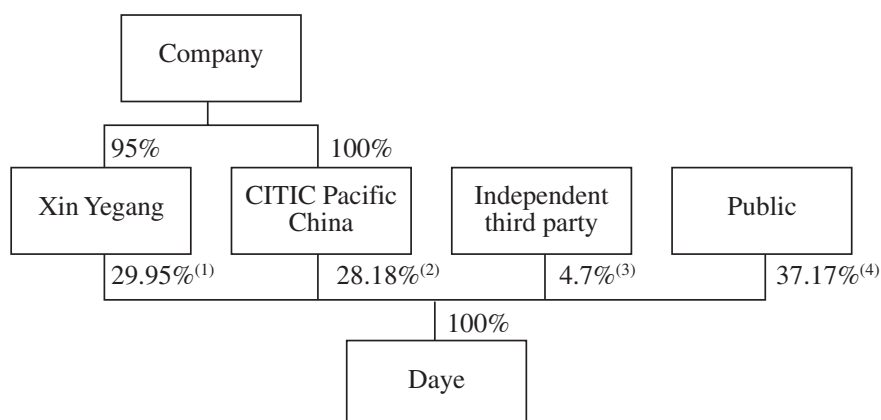 Company
95%
100%
Xin Yegang
CITIC Pacific
China
Independent
third party
Public
29.95%(1)
28.18%(2)
4.7%(3)
37.17%(4)
100%
Daye